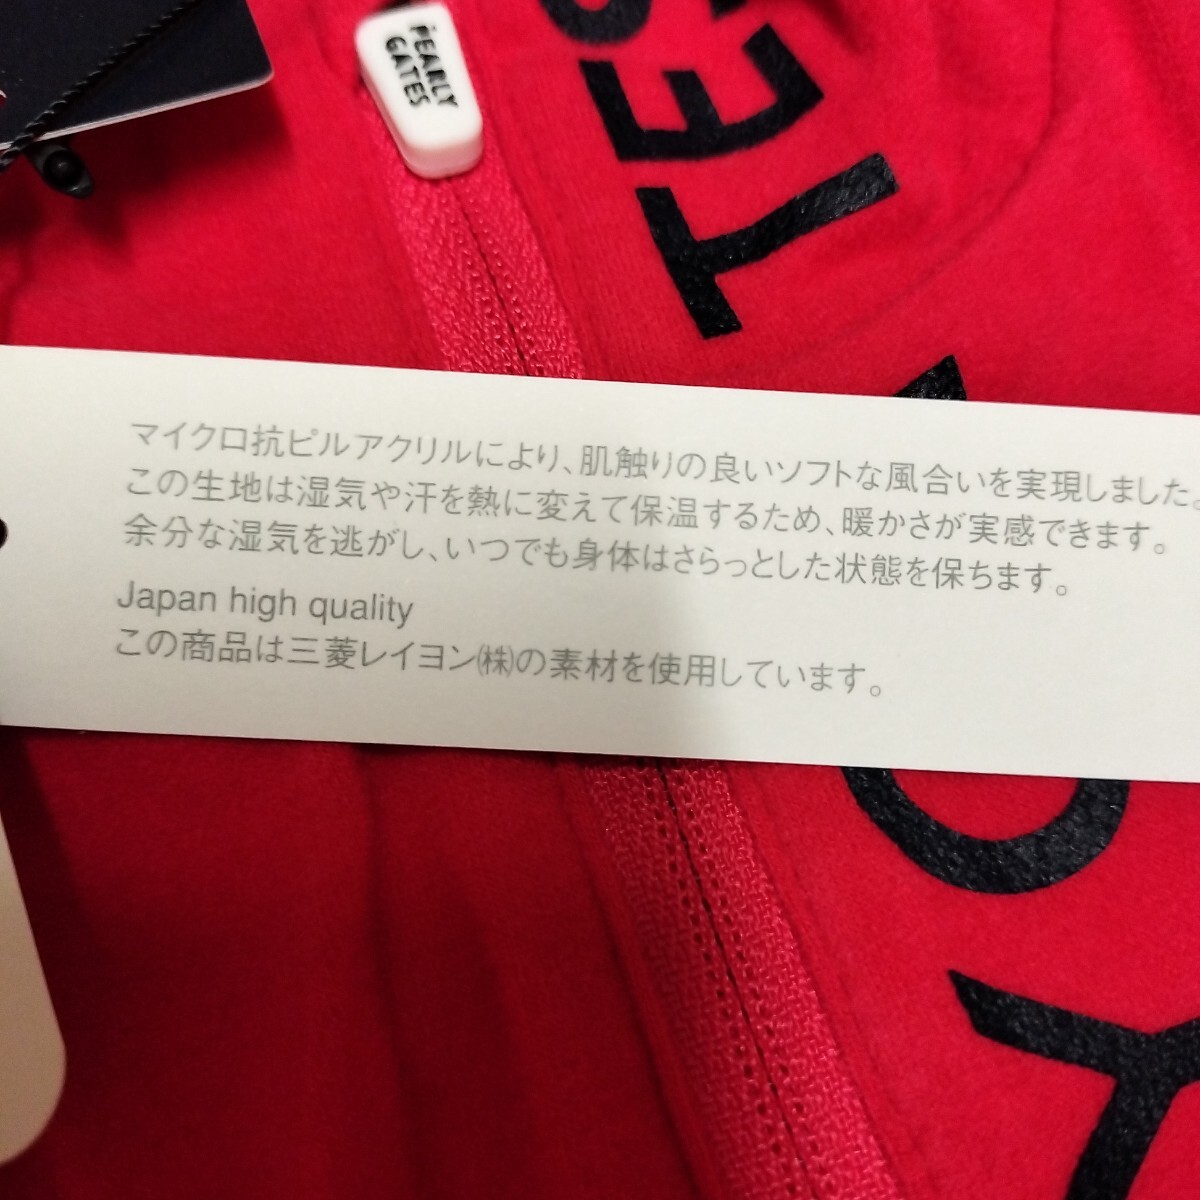 PEARLY
GATES
TES
マイクロ抗ピルアクリルにより、肌触りの良いソフトな風合いを実現しました。
この生地は湿気や汗を熱に変えて保温するため、暖かさが実感できます。
余分な湿気を逃がし、いつでも身体はさらっとした状態を保ちます。
Japan high quality
この商品は三菱レイヨン㈱の素材を使用しています。
Y